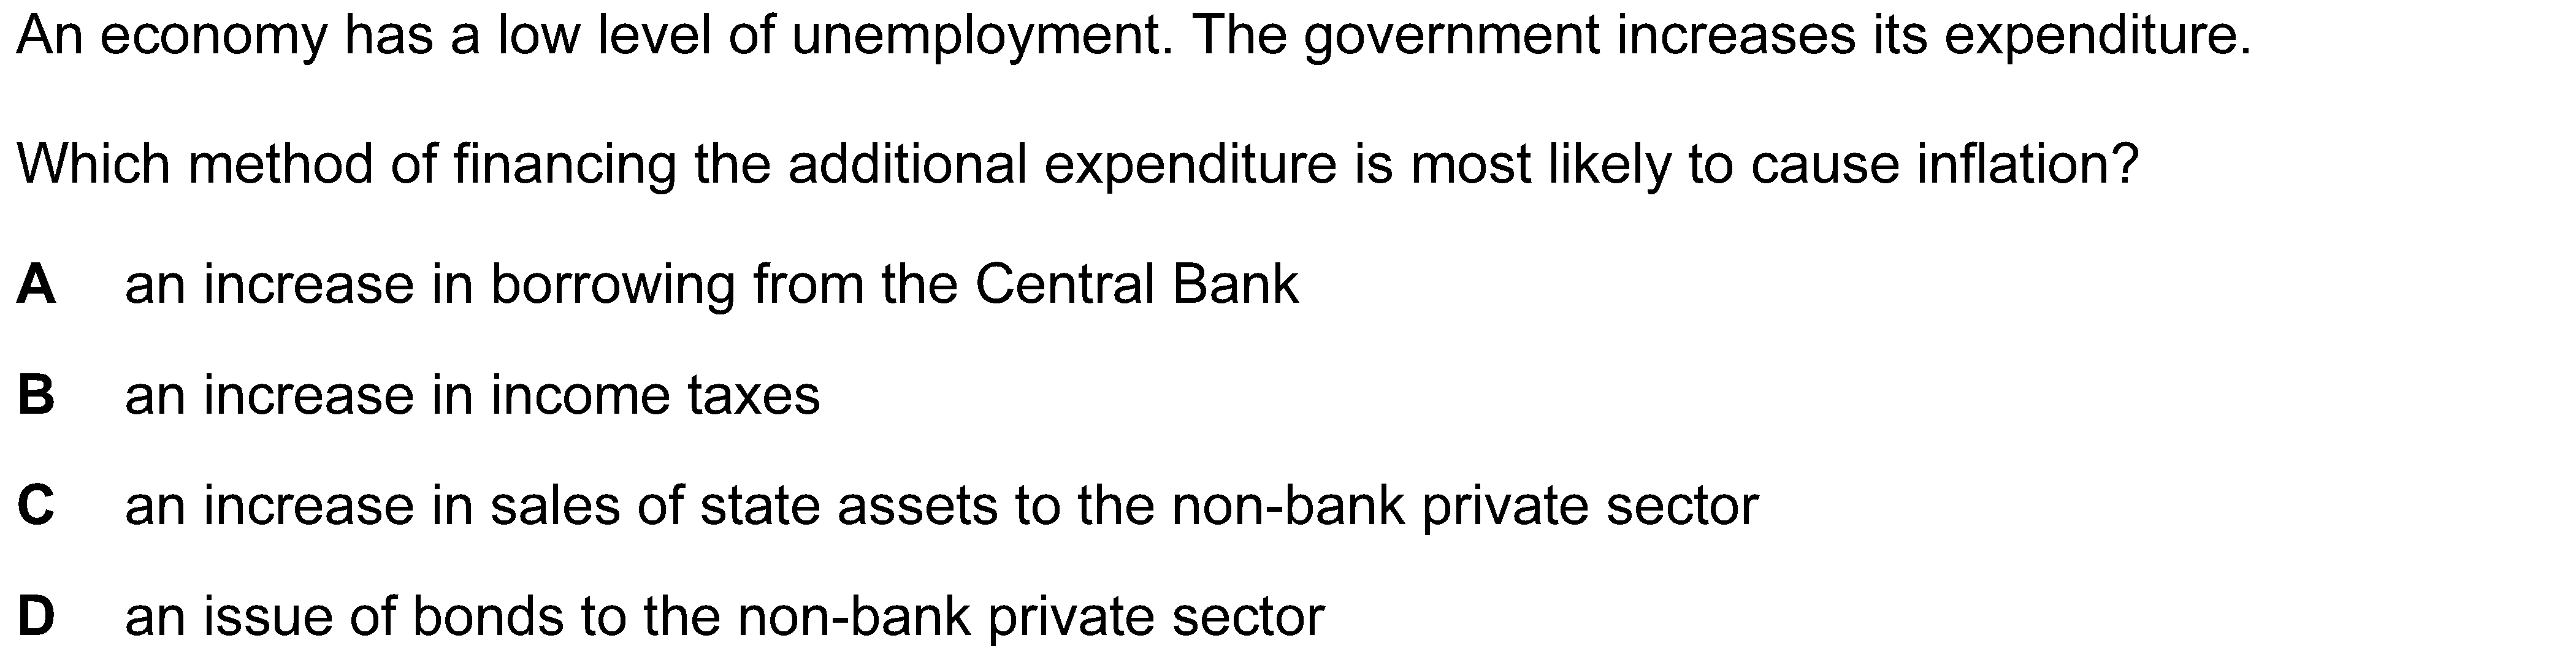 An economy has a low level of unemployment. The government increases its expenditure.
Which method of financing the additional expenditure is most likely to cause inflation?
A an increase in borrowing from the Central Bank
B an increase in income taxes
C an increase in sales of state assets to the non-bank private sector
D an issue of bonds to the non-bank private sector